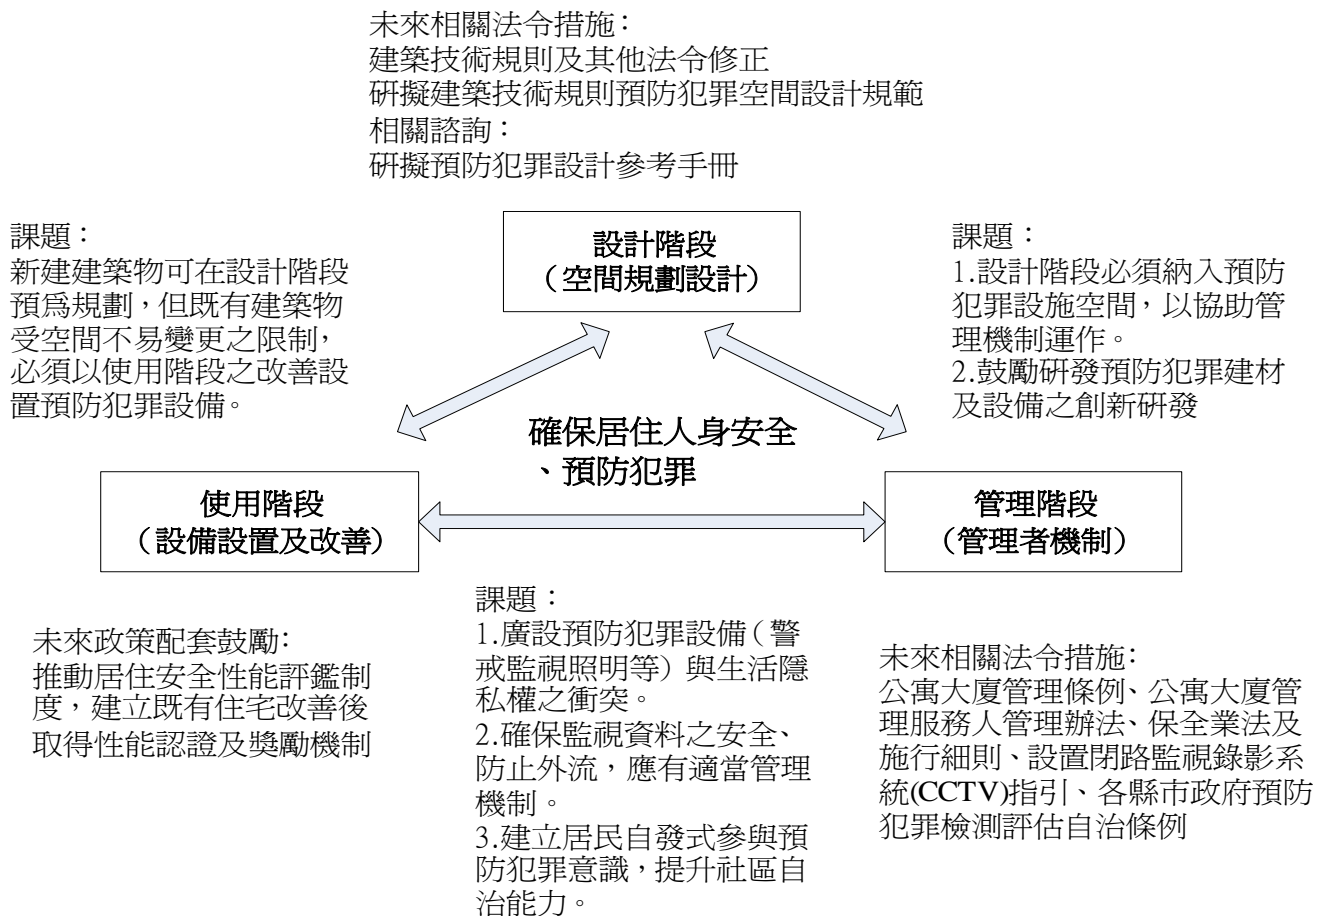 未來相關法令措施：
建築技術規則及其他法令修正
研擬建築技術規則預防犯罪空間設計規範
相關諮詢：
研擬預防犯罪設計參考手冊
課題：
新建建築物可在設計階段
預為規劃，但既有建築物
受空間不易變更之限制，
必須以使用階段之改善設
置預防犯罪設備。
設計階段
（空間規劃設計）
課題：
1.設計階段必須納入預防
犯罪設施空間，以協助管
理機制運作。
2.鼓勵研發預防犯罪建材
及設備之創新研發
確保居住人身安全
、預防犯罪
使用階段
（設備設置及改善）
管理階段
（管理者機制）
未來政策配套鼓勵:
推動居住安全性能評鑑制
度，建立既有住宅改善後
取得性能認證及獎勵機制
課題：
1.廣設預防犯罪設備（警
戒監視照明等）與生活隱
私權之衝突。
2.確保監視資料之安全、
防止外流，應有適當管理
機制。
3.建立居民自發式參與預
防犯罪意識，提升社區自
治能力。
未來相關法令措施：
公寓大廈管理條例、公寓大廈管
理服務人管理辦法、保全業法及
施行細則、設置閉路監視錄影系
統(CCTV)指引、各縣市政府預防
犯罪檢測評估自治條例